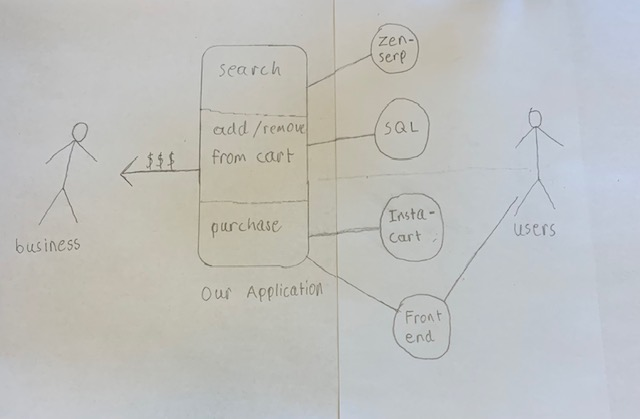 zen-
serp
search
SQL
add/remove
from cart
$$$
Insta-
cart
purchase
business
users
Our Application
Front
end